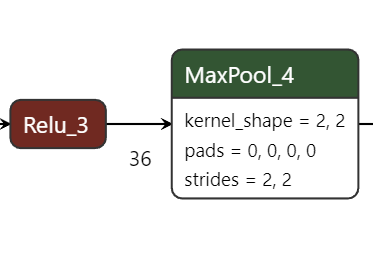 Relu_3
36
MaxPool_4
kernel_shape = 2, 2
pads = 0, 0, 0, 0
strides = 2, 2